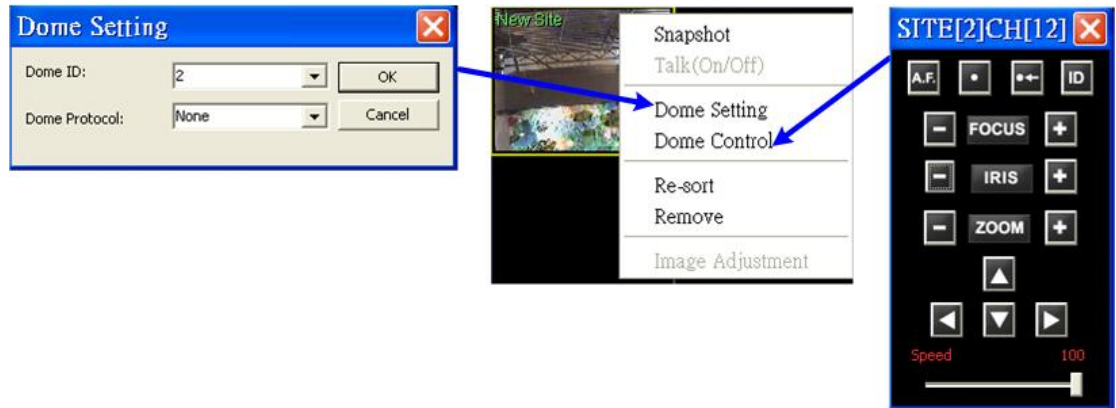 Dome Setting
Dome ID:
2
OK
Dome Protocol:
None
Cancel
New Site
Snapshot
Talk(On/Off)
Dome Setting
Dome Control
Re-sort
Remove
Image Adjustment
SITE[2]CH[12]
A.F.
ID
- FOCUS +
- IRIS +
- ZOOM +
Speed 100